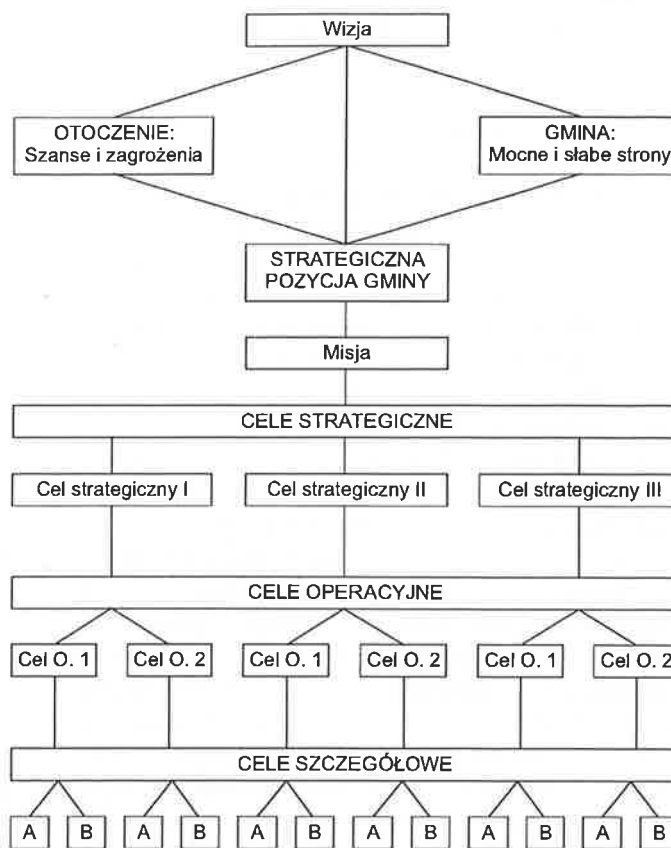 Wizja
OTOCZENIE:
Szanse i zagrożenia
GMINA:
Mocne i słabe strony
STRATEGICZNA
POZYCJA GMINY
Misja
CELE STRATEGICZNE
Cel strategiczny I
Cel strategiczny II
Cel strategiczny III
CELE OPERACYJNE
Cel O. 1
Cel O. 2
Cel O. 1
Cel O. 2
Cel O. 1
Cel O. 2
CELE SZCZEGÓŁOWE
A
B
A
B
A
B
A
B
A
B
A
B